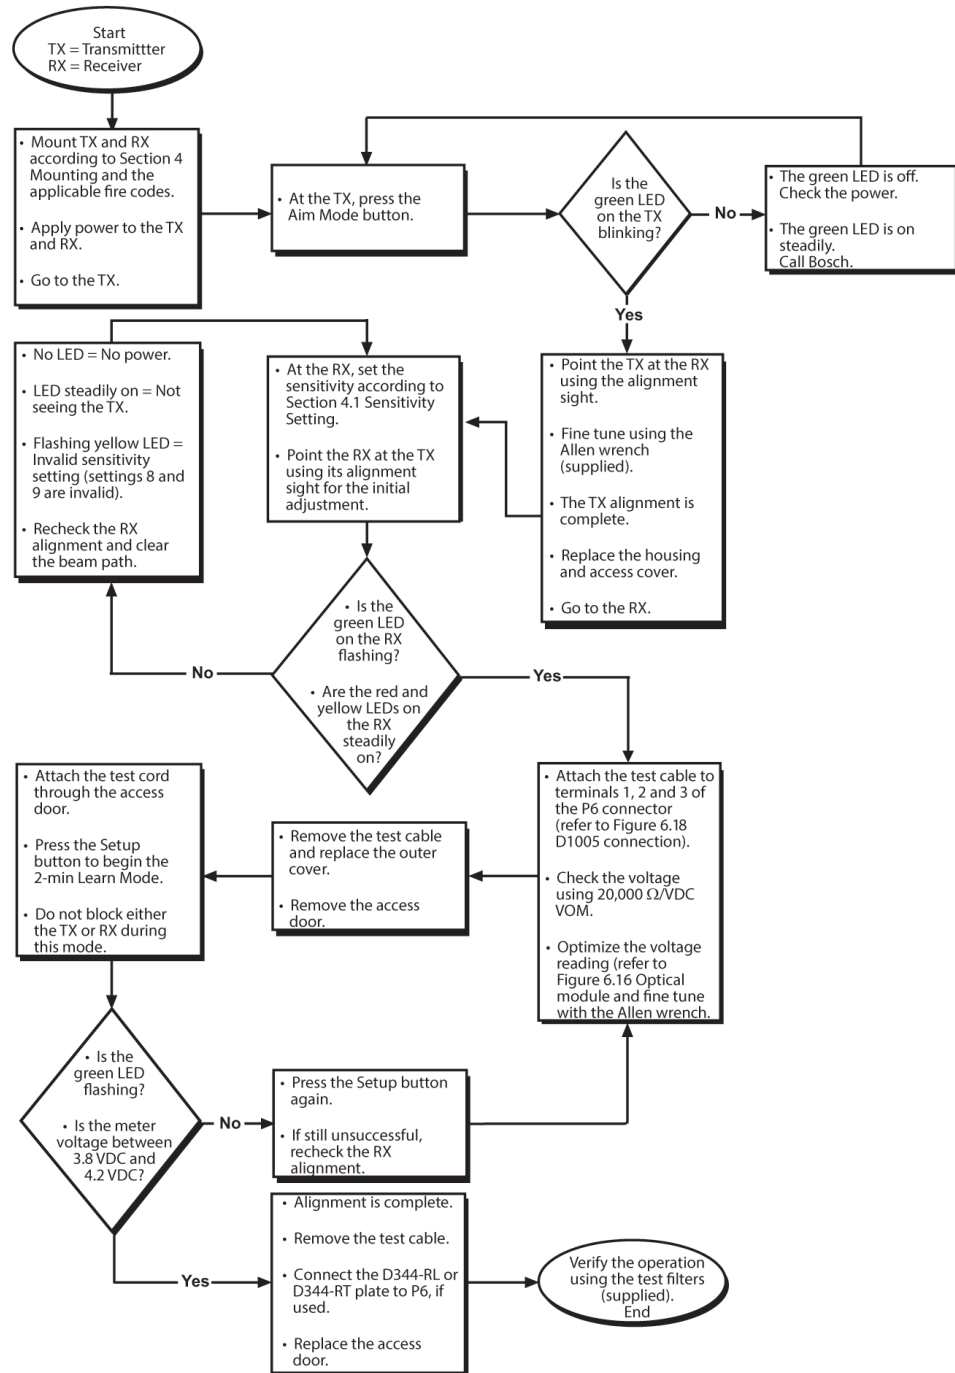 Start
TX = Transmittter
RX = Receiver
• Mount TX and RX
according to Section 4
Mounting and the
applicable fire codes.
• Apply power to the TX
and RX.
• Go to the TX.
• At the TX, press the
Aim Mode button.
Is the
green LED
on the TX
blinking?
No
• The green LED is off.
Check the power.
• The green LED is on
steadily.
Call Bosch.
Yes
• Point the TX at the RX
using the alignment
sight.
• Fine tune using the
Allen wrench
(supplied).
• The TX alignment is
complete.
• Replace the housing
and access cover.
• Go to the RX.
• At the RX, set the
sensitivity according to
Section 4.1 Sensitivity
Setting.
• Point the RX at the TX
using its alignment
sight for the initial
adjustment.
• No LED = No power.
• LED steadily on = Not
seeing the TX.
• Flashing yellow LED =
Invalid sensitivity
setting (settings 8 and
9 are invalid).
• Recheck the RX
alignment and clear
the beam path.
• Is the
green LED
on the RX
flashing?
• Are the red and
yellow LEDs on
the RX
steadily
on?
No
Yes
• Attach the test cable to
terminals 1, 2 and 3 of
the P6 connector
(refer to Figure 6.18
D1005 connection).
• Check the voltage
using 20,000 Ω/VDC
VOM.
• Optimize the voltage
reading (refer to
Figure 6.16 Optical
module and fine tune
with the Allen wrench.
• Remove the test cable
and replace the outer
cover.
• Remove the access
door.
• Attach the test cord
through the access
door.
• Press the Setup
button to begin the
2-min Learn Mode.
• Do not block either
the TX or RX during
this mode.
• Is the
green LED
flashing?
• Is the meter
voltage between
3.8 VDC and
4.2 VDC?
No
• Press the Setup button
again.
• If still unsuccessful,
recheck the RX
alignment.
Yes
• Alignment is complete.
• Remove the test cable.
• Connect the D344-RL or
D344-RT plate to P6, if
used.
• Replace the access
door.
Verify the operation
using the test filters
(supplied).
End